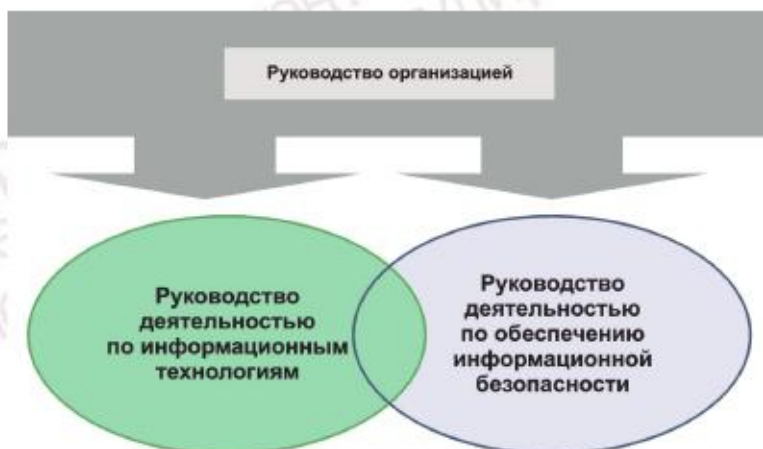 Руководство организацией
Руководство
деятельностью
по информационным
технологиям
Руководство
деятельностью
по обеспечению
информационной
безопасности